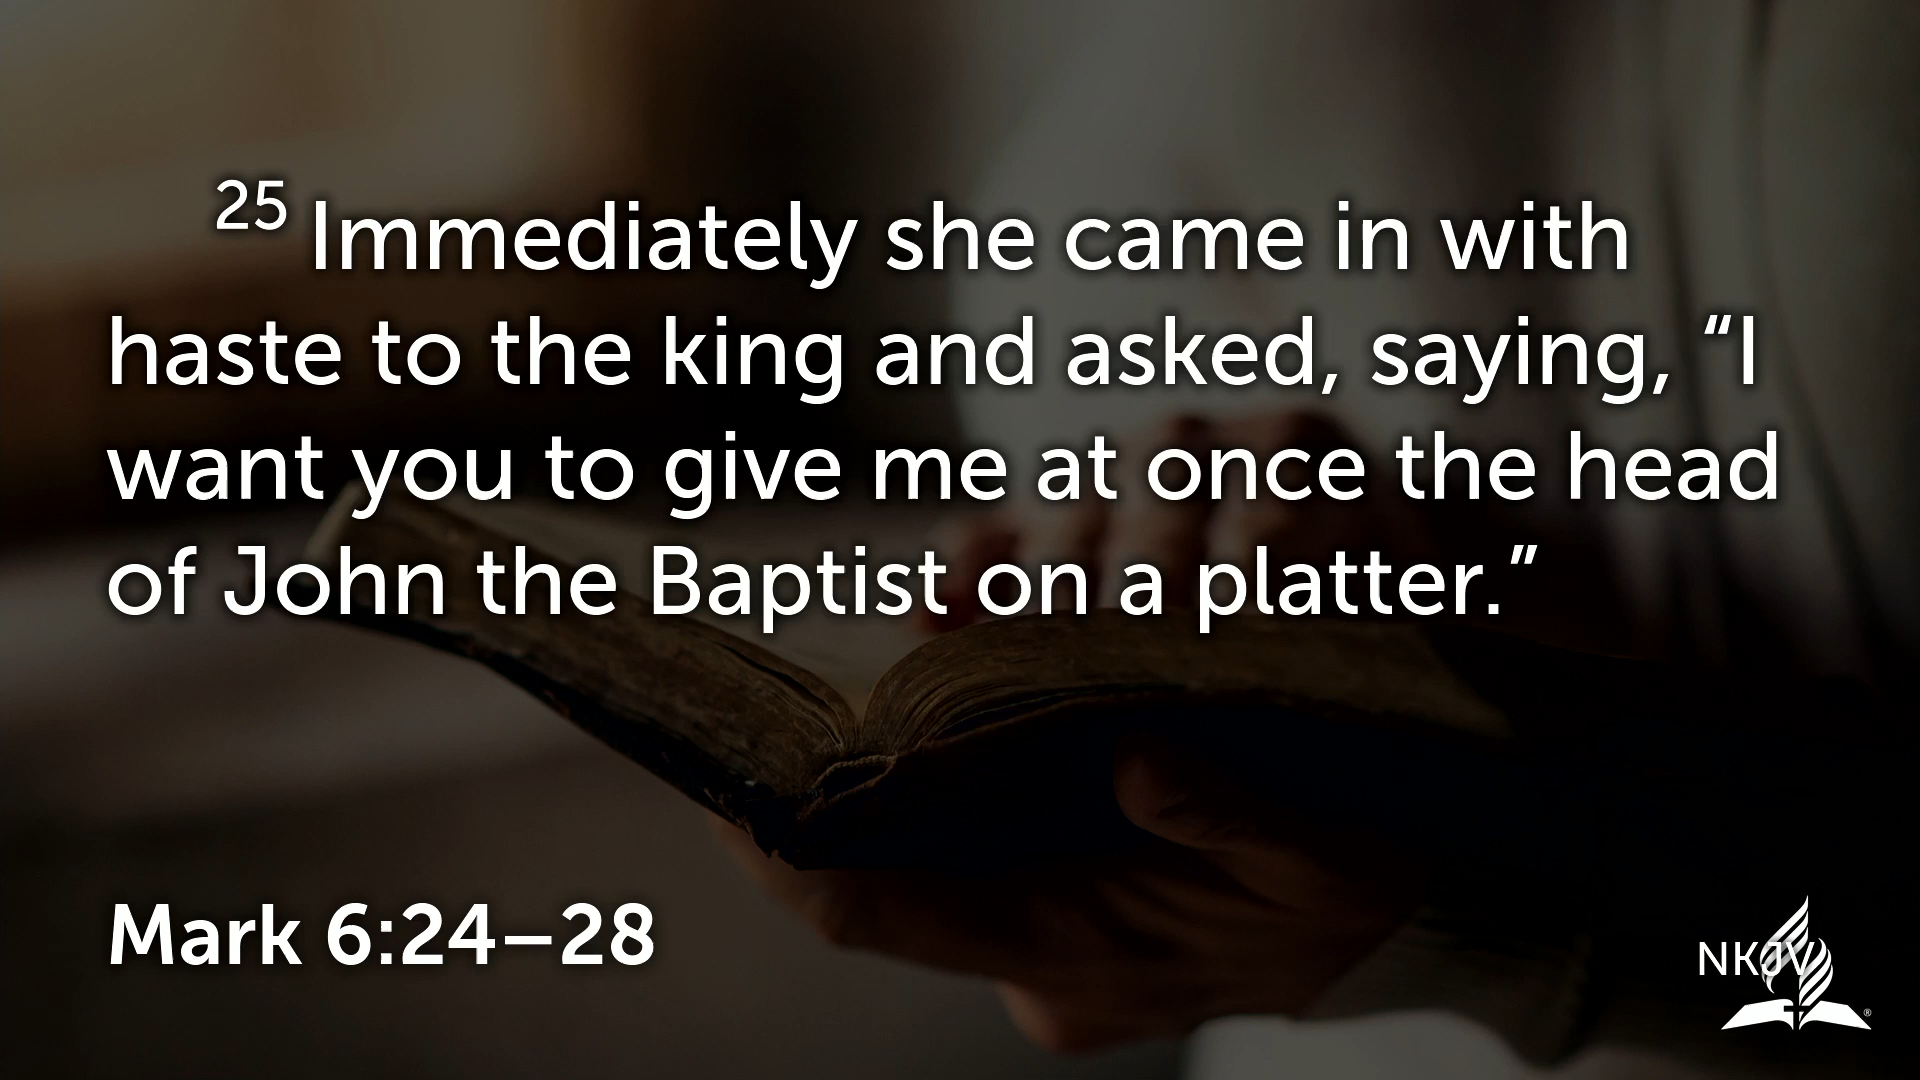 25 Immediately she came in with
haste to the king and asked, saying, “I
want you to give me at once the head
of John the Baptist on a platter.”
Mark 6:24–28
NKJV
®